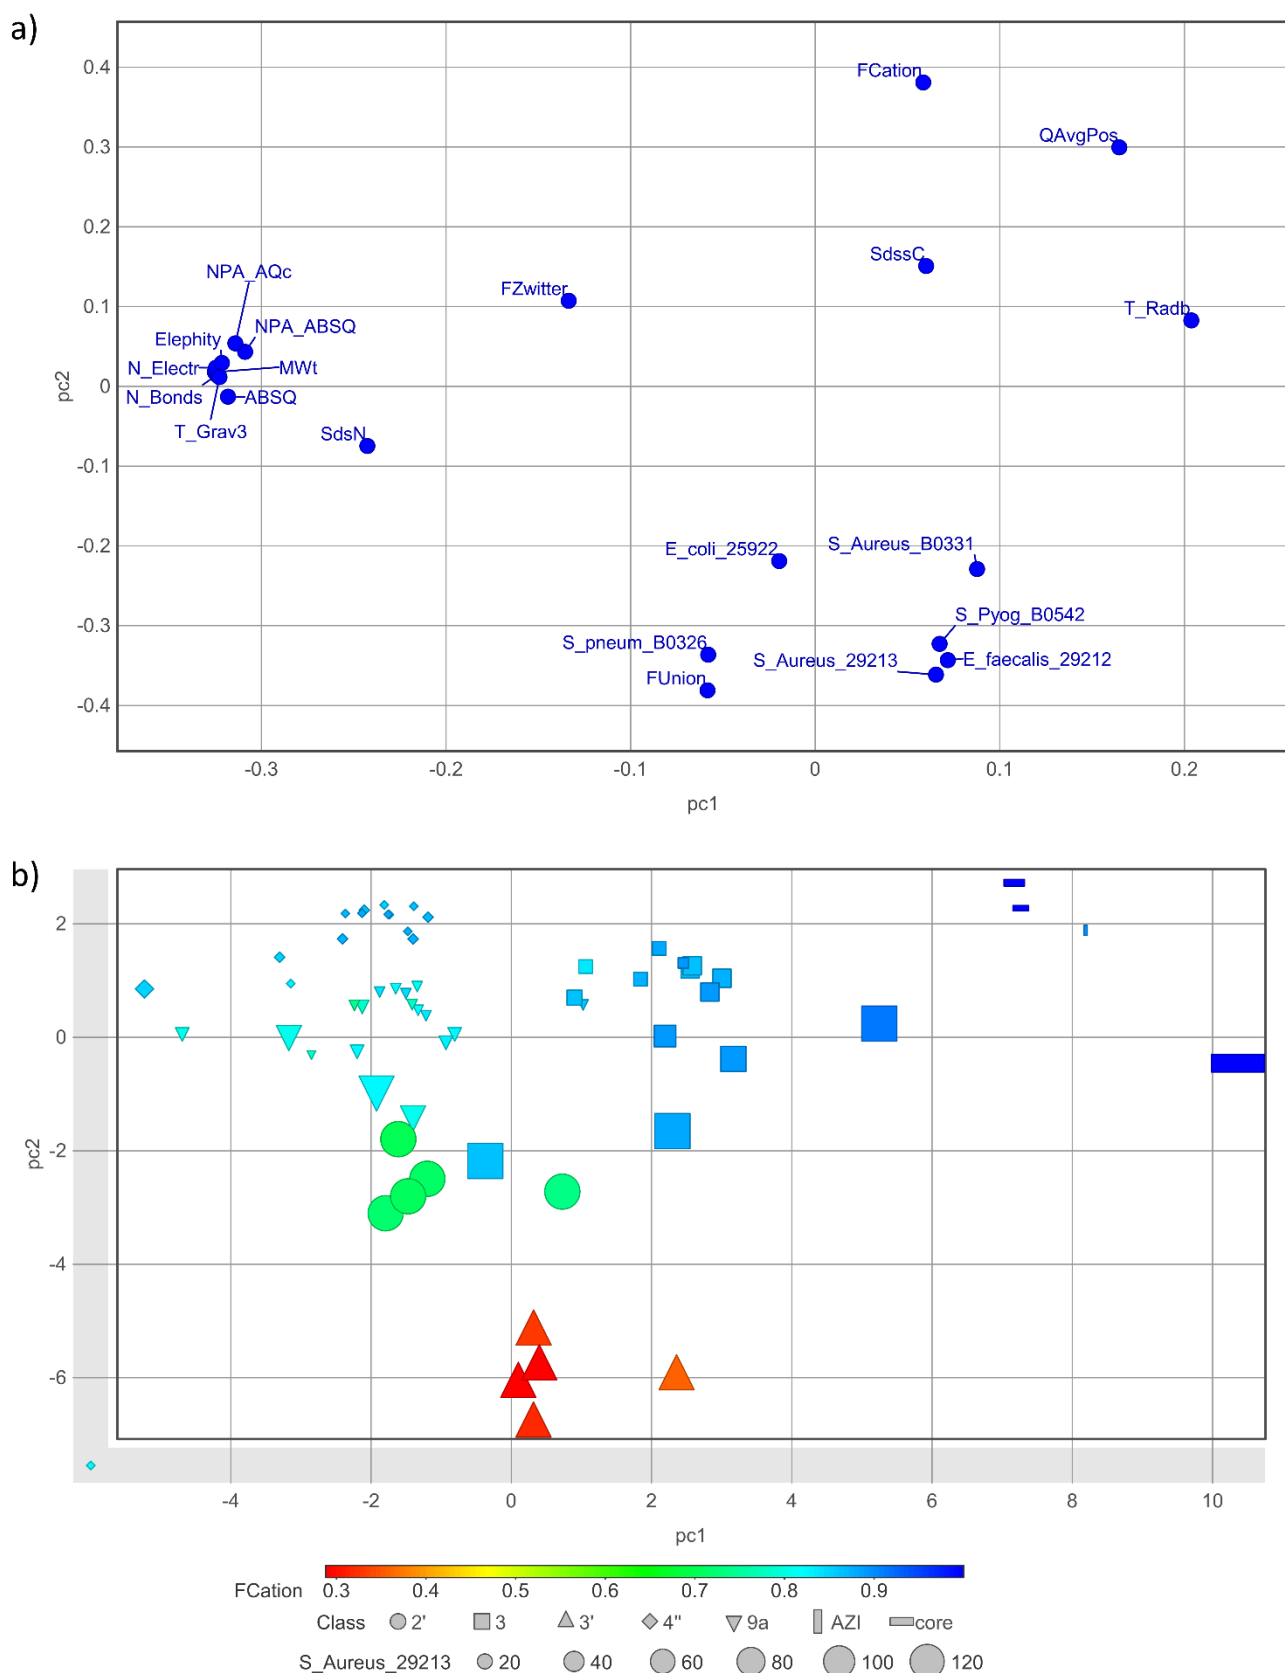 a)
0.4
0.3
0.2
0.1
0
-0.1
-0.2
-0.3
-0.4
pc2
FCation
QAvgPos
SdssC
T_Radb
NPA_AQc
FZwitter
NPA_ABSQ
Elephity
N_Electr
MWt
N_Bonds
ABSQ
T_Grav3
SdsN
E_coli_25922
S_Aureus_B0331
S_Pyog_B0542
S_pneum_B0326
S_Aureus_29213
E_faecalis_29212
FUnion
-0.3 -0.2 -0.1 0 0.1 0.2
pc1
b)
2
0
-2
-4
-6
pc2
-4 -2 0 2 4 6 8 10
pc1
FCation 0.3 0.4 0.5 0.6 0.7 0.8 0.9
Class 2' 3 3' 4" 9a AZI core
S_Aureus_29213 20 40 60 80 100 120